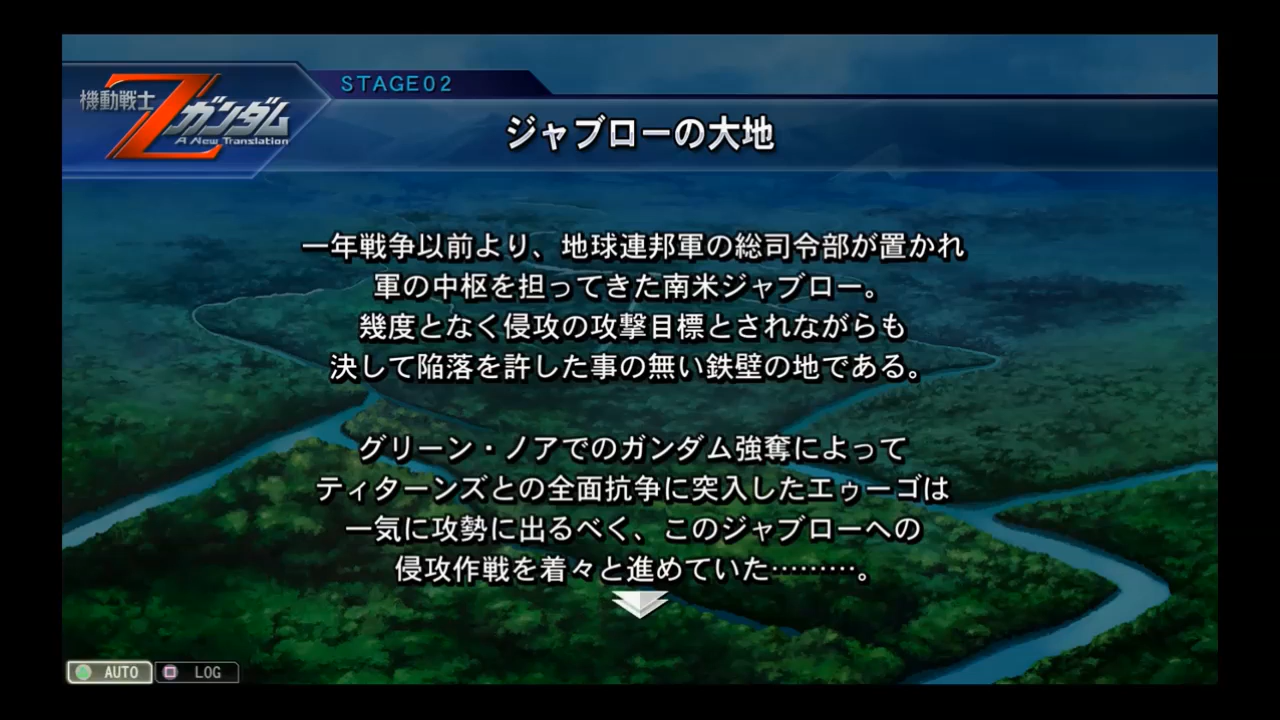 STAGE02
機動戦士Ζガンダム
A New Translation
ジャブローの大地
一年戦争以前より、地球連邦軍の総司令部が置かれ
軍の中枢を担ってきた南米ジャブロー。
幾度となく侵攻の攻撃目標とされながらも
決して陥落を許した事の無い鉄壁の地である。
グリーン・ノアでのガンダム強奪によって
ティターンズとの全面抗争に突入したエゥーゴは
一気に攻勢に出るべく、このジャブローへの
侵攻作戦を着々と進めていた………。
AUTO
LOG